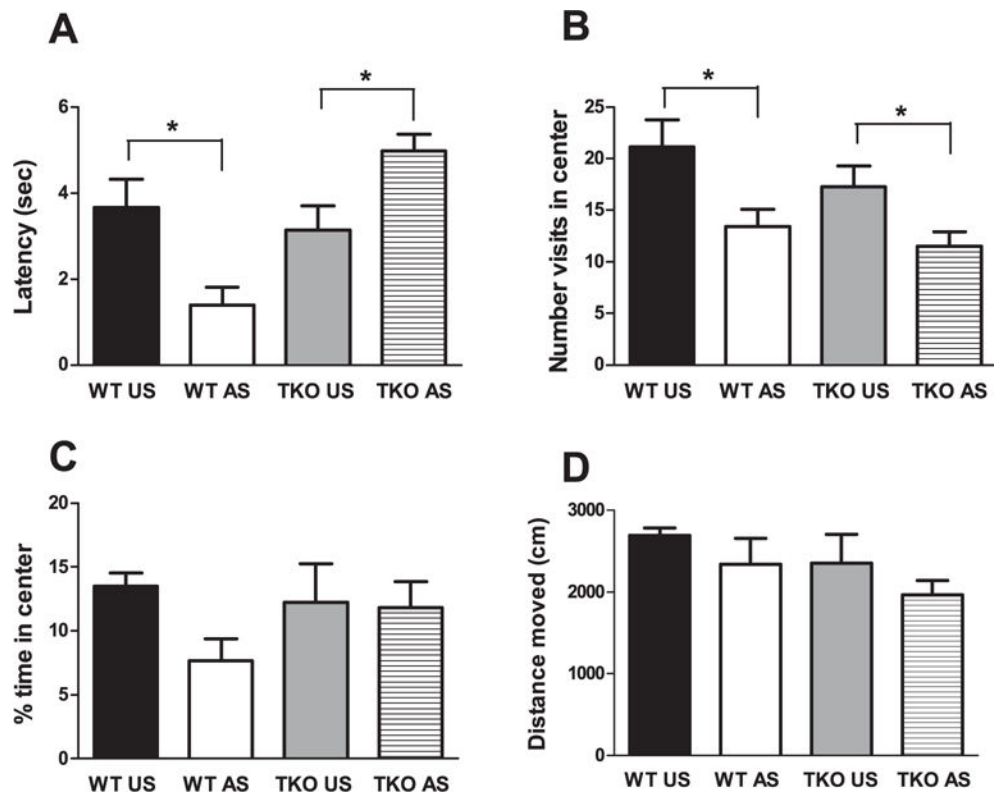 A
Latency (sec)
6
4
2
0
*
*
WT US WT AS TKO US TKO AS
B
Number visits in center
25
20
15
10
5
0
*
*
WT US WT AS TKO US TKO AS
C
% time in center
20
15
10
5
0
WT US WT AS TKO US TKO AS
D
Distance moved (cm)
3000
2000
1000
0
WT US WT AS TKO US TKO AS